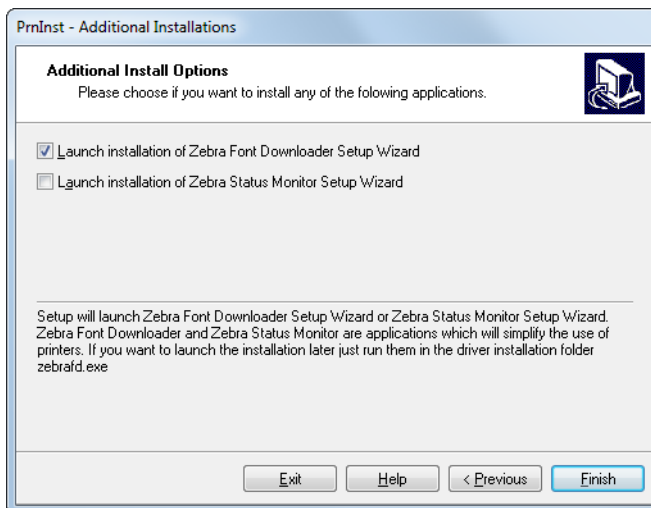 PrnInst - Additional Installations
Additional Install Options
Please choose if you want to install any of the folowing applications.
Launch installation of Zebra Font Downloader Setup Wizard
Launch installation of Zebra Status Monitor Setup Wizard
Setup will launch Zebra Font Downloader Setup Wizard or Zebra Status Monitor Setup Wizard.
Zebra Font Downloader and Zebra Status Monitor are applications which will simplify the use of
printers. If you want to launch the installation later just run them in the driver installation folder
zebrafd.exe
Exit
Help
< Previous
Finish